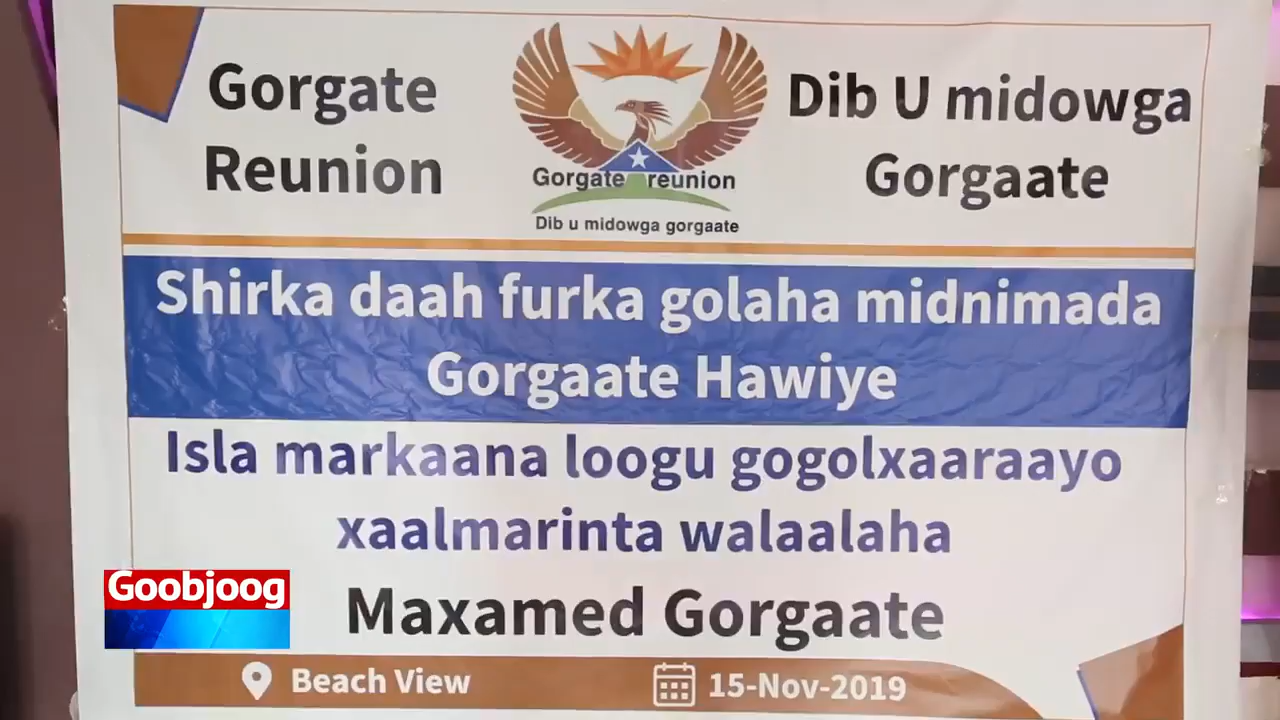 Gorgate
Reunion
Gorgate reunion
Dib u midowga gorgaate
Dib U midowga
Gorgaate
Shirka daah furka golaha midnimada
Gorgaate Hawiye
Isla markaana loogu gogolxaaraayo
xaalmarinta walaalaha
Maxamed Gorgaate
Goobjoog
Beach View
15-Nov-2019